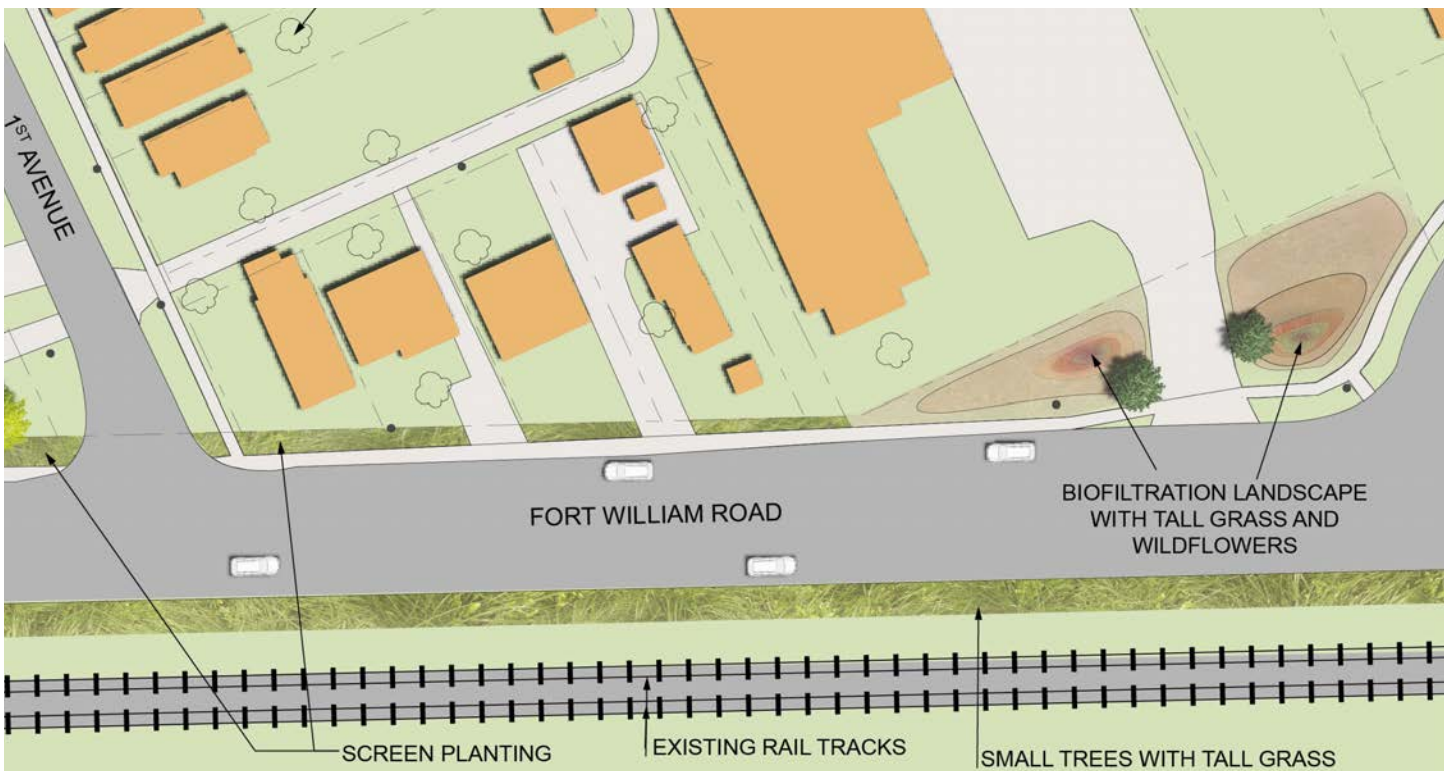 1ST AVENUE
FORT WILLIAM ROAD
BIOFILTRATION LANDSCAPE
WITH TALL GRASS AND
WILDFLOWERS
SCREEN PLANTING
EXISTING RAIL TRACKS
SMALL TREES WITH TALL GRASS